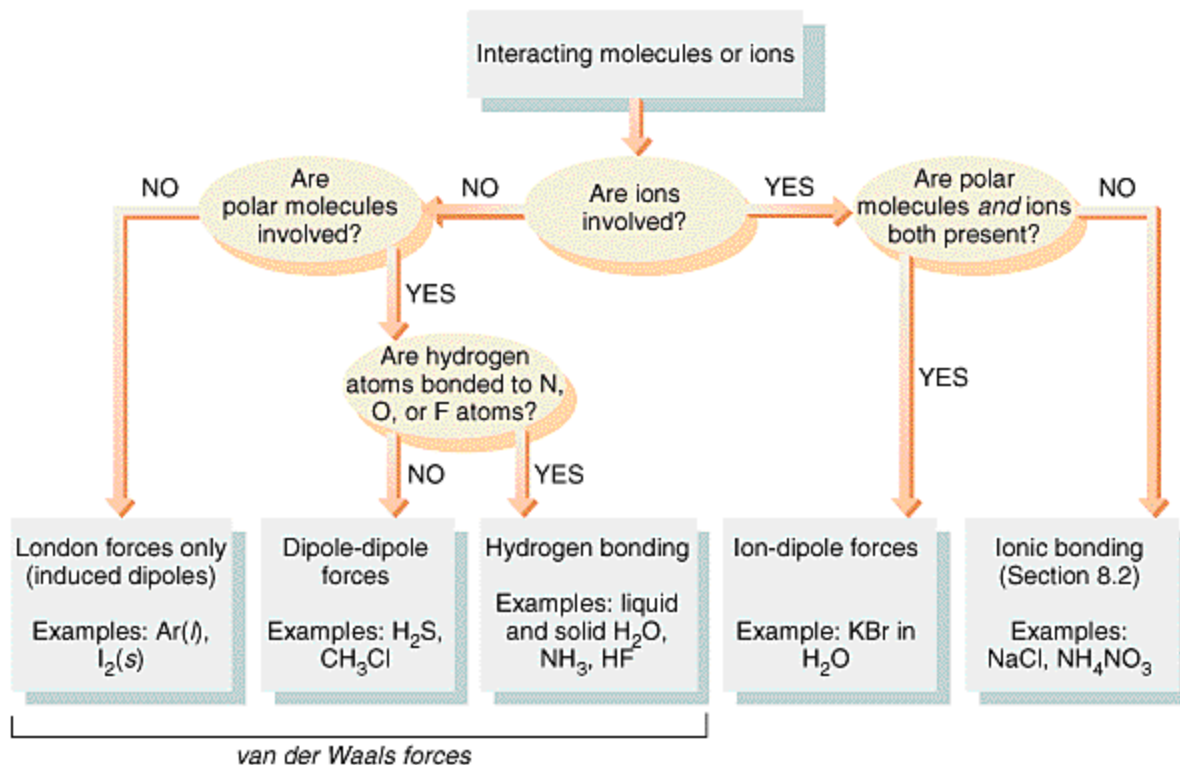 Interacting molecules or ions
NO
Are
polar molecules
involved?
NO
Are ions
involved?
YES
Are polar
molecules and ions
both present?
NO
YES
Are hydrogen
atoms bonded to N,
O, or F atoms?
YES
NO
YES
London forces only
(induced dipoles)
Examples: Ar(l),
I2(s)
Dipole-dipole
forces
Examples: H2S,
CH3Cl
Hydrogen bonding
Examples: liquid
and solid H2O,
NH3, HF
Ion-dipole forces
Example: KBr in
H2O
Ionic bonding
(Section 8.2)
Examples:
NaCl, NH4NO3
van der Waals forces